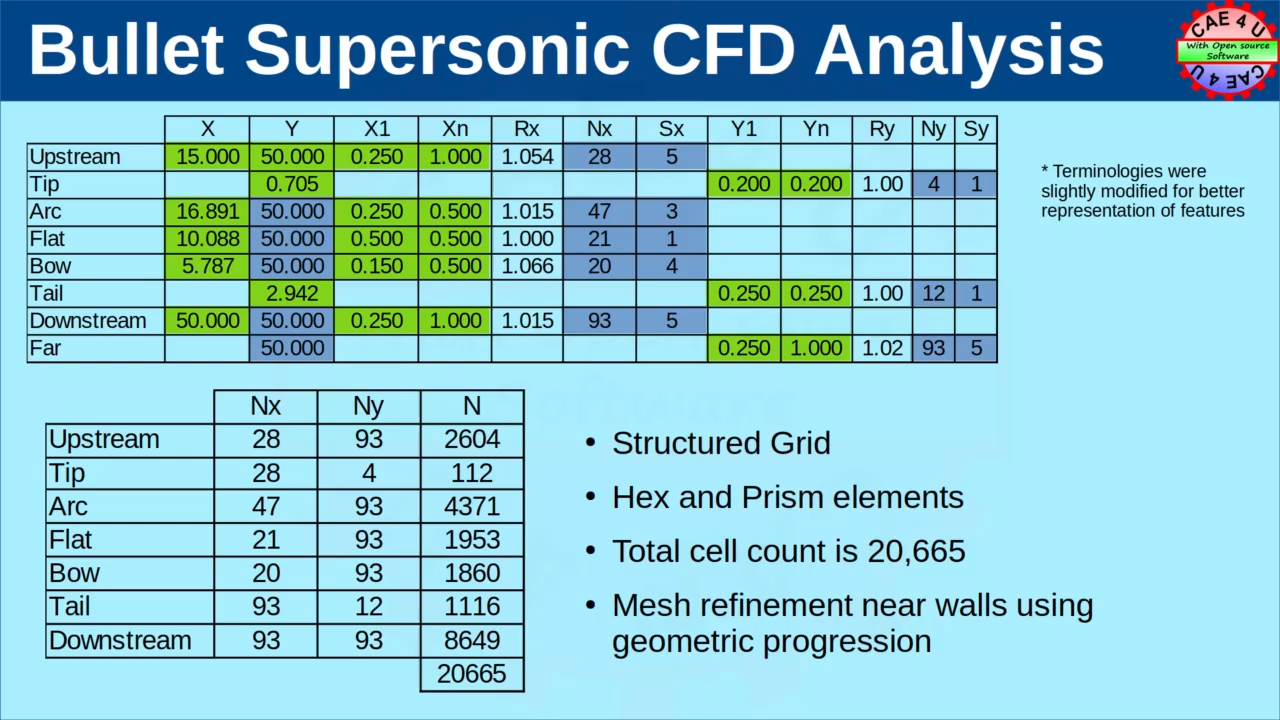 Bullet Supersonic CFD Analysis
CAE 4 U
With Open source
Software
CAE 4 U
X Y X1 Xn Rx Nx Sx Y1 Yn Ry Ny Sy
Upstream 15.000 50.000 0.250 1.000 1.054 28 5
Tip 0.705 0.200 0.200 1.00 4 1
Arc 16.891 50.000 0.250 0.500 1.015 47 3
Flat 10.088 50.000 0.500 0.500 1.000 21 1
Bow 5.787 50.000 0.150 0.500 1.066 20 4
Tail 2.942 0.250 0.250 1.00 12 1
Downstream 50.000 50.000 0.250 1.000 1.015 93 5
Far 50.000 0.250 1.000 1.02 93 5
* Terminologies were
slightly modified for better
representation of features
Nx Ny N
Upstream 28 93 2604
Tip 28 4 112
Arc 47 93 4371
Flat 21 93 1953
Bow 20 93 1860
Tail 93 12 1116
Downstream 93 93 8649
20665
• Structured Grid
• Hex and Prism elements
• Total cell count is 20,665
• Mesh refinement near walls using
geometric progression